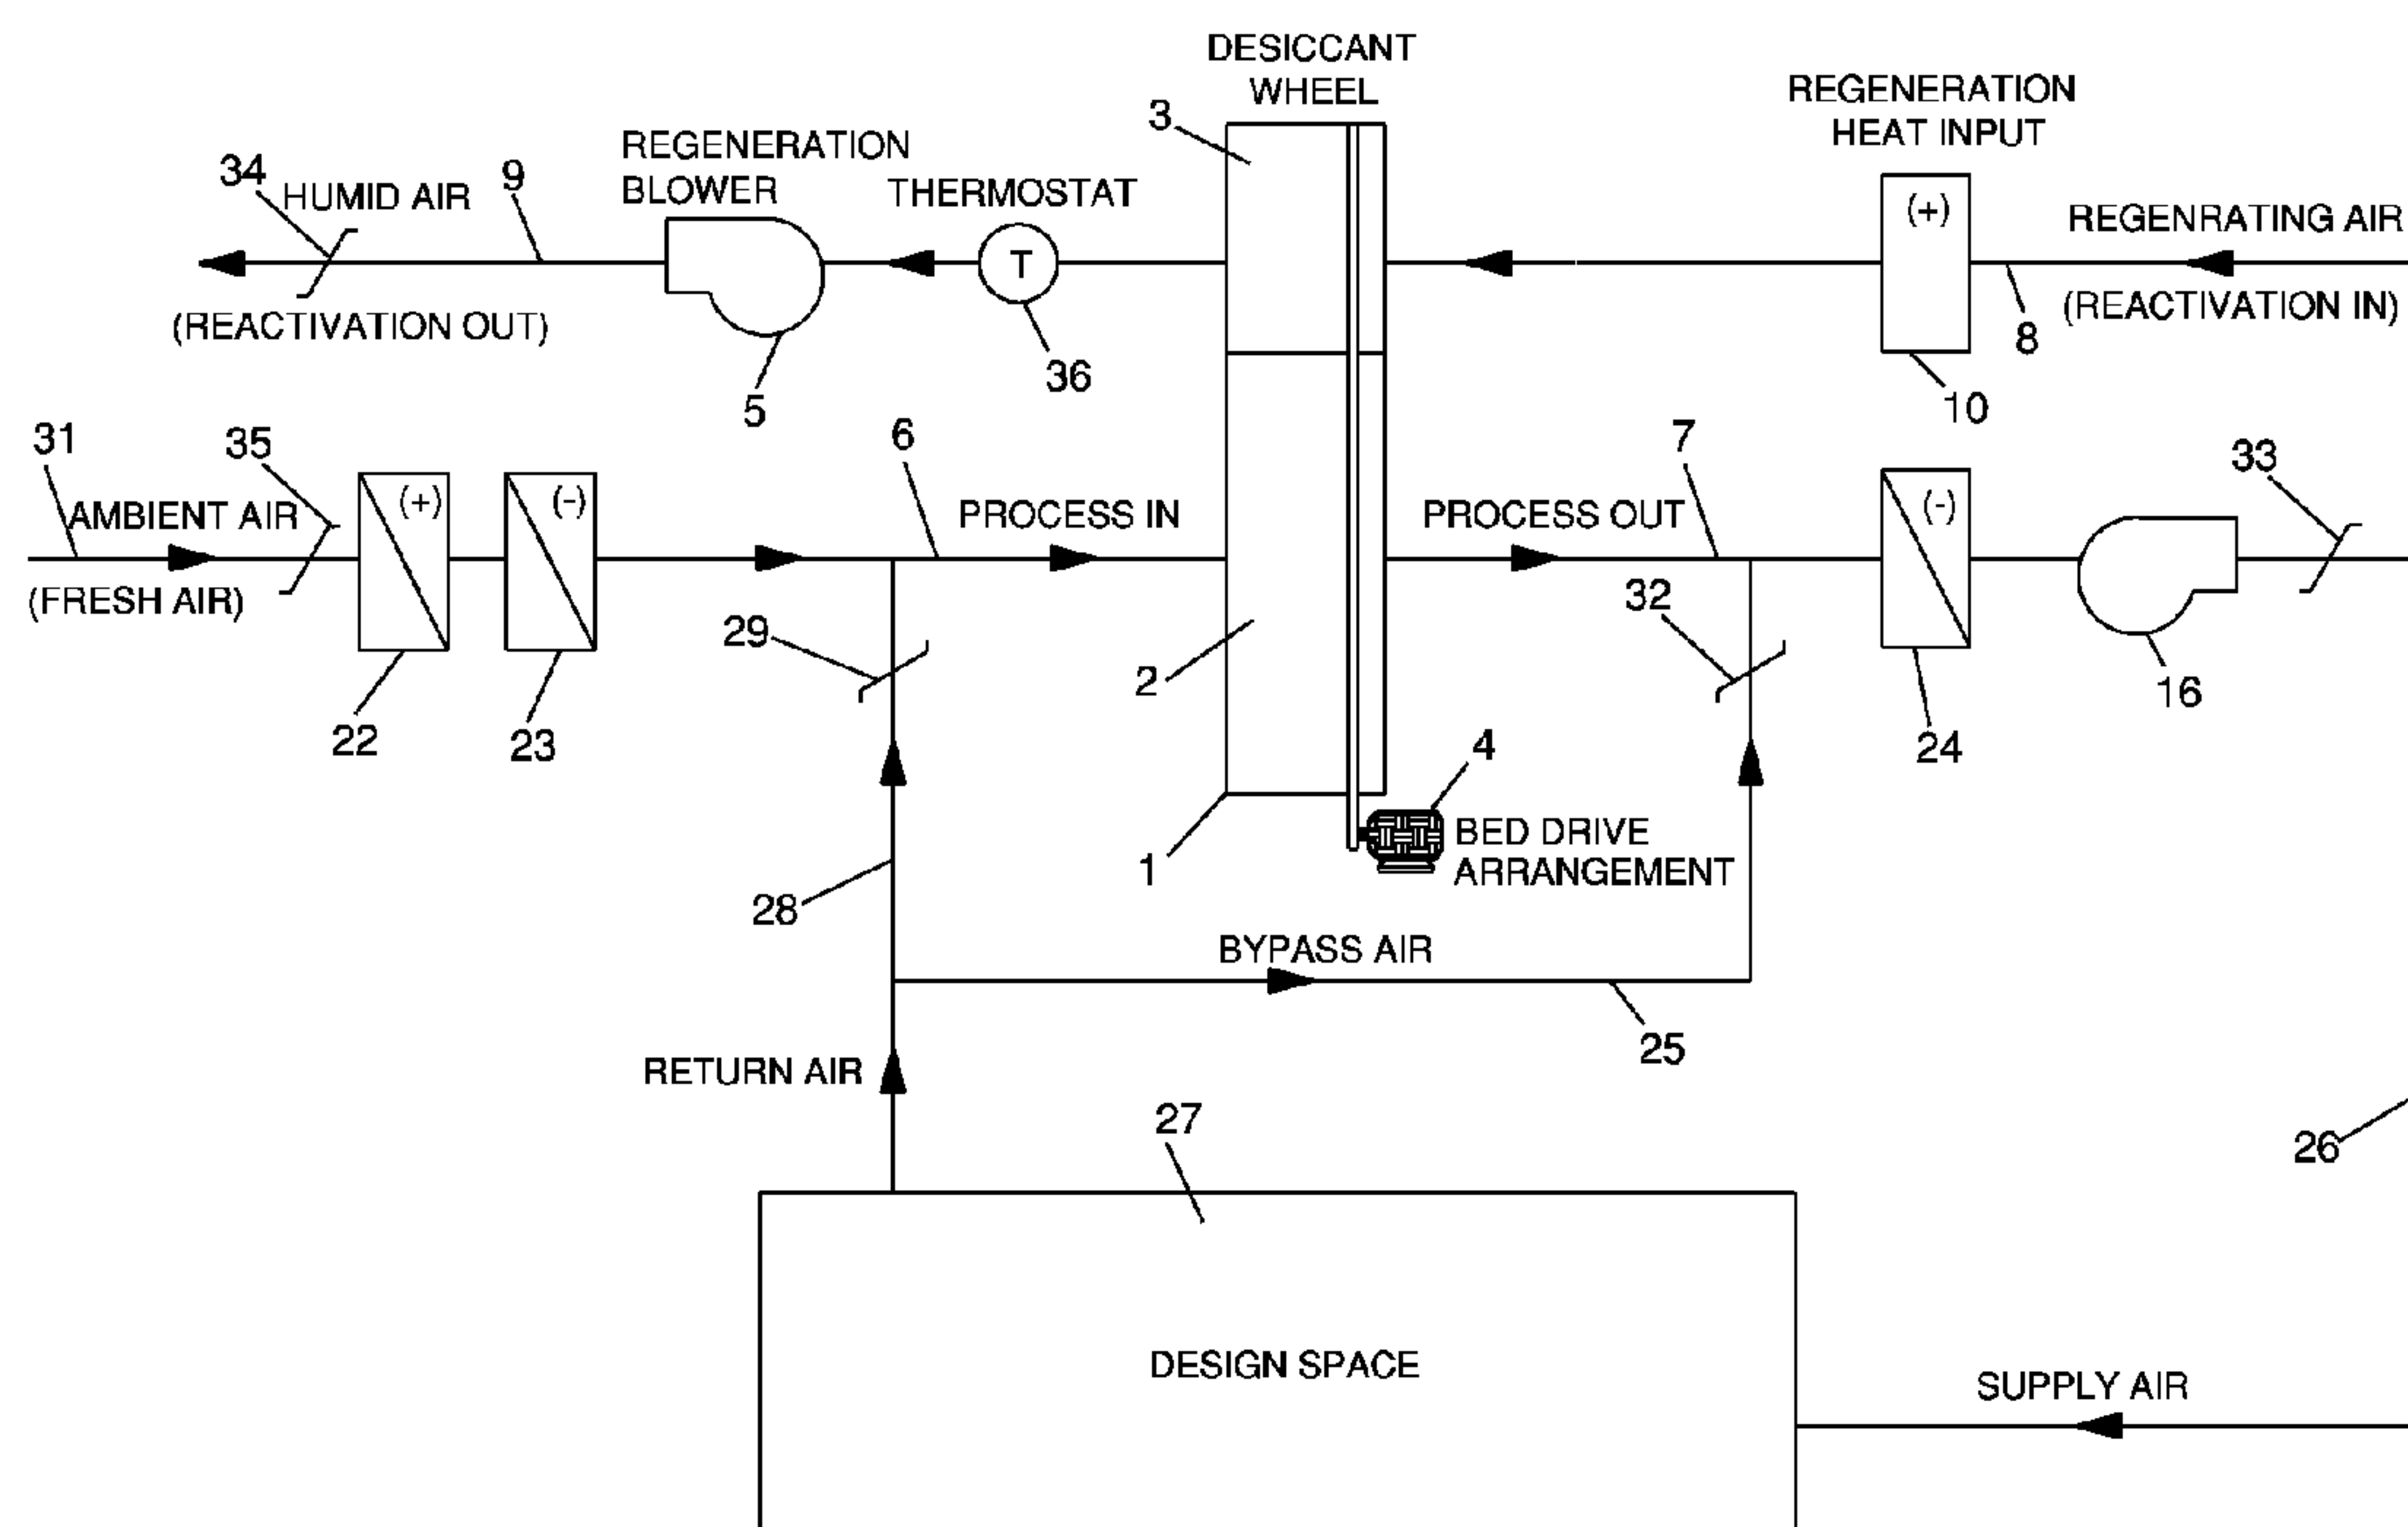 DESICCANT
WHEEL
3
REGENERATION
HEAT INPUT
REGENERATION
BLOWER
34
HUMID AIR
9
THERMOSTAT
(+)
REGENRATING AIR
T
(REACTIVATION OUT)
(REACTIVATION IN)
8
36
5
10
31
35
6
7
33
AMBIENT AIR
(+)
(-)
PROCESS IN
PROCESS OUT
(-)
(FRESH AIR)
29
32
2
16
22
23
4
24
BED DRIVE
ARRANGEMENT
1
28
BYPASS AIR
25
RETURN AIR
27
26
DESIGN SPACE
SUPPLY AIR